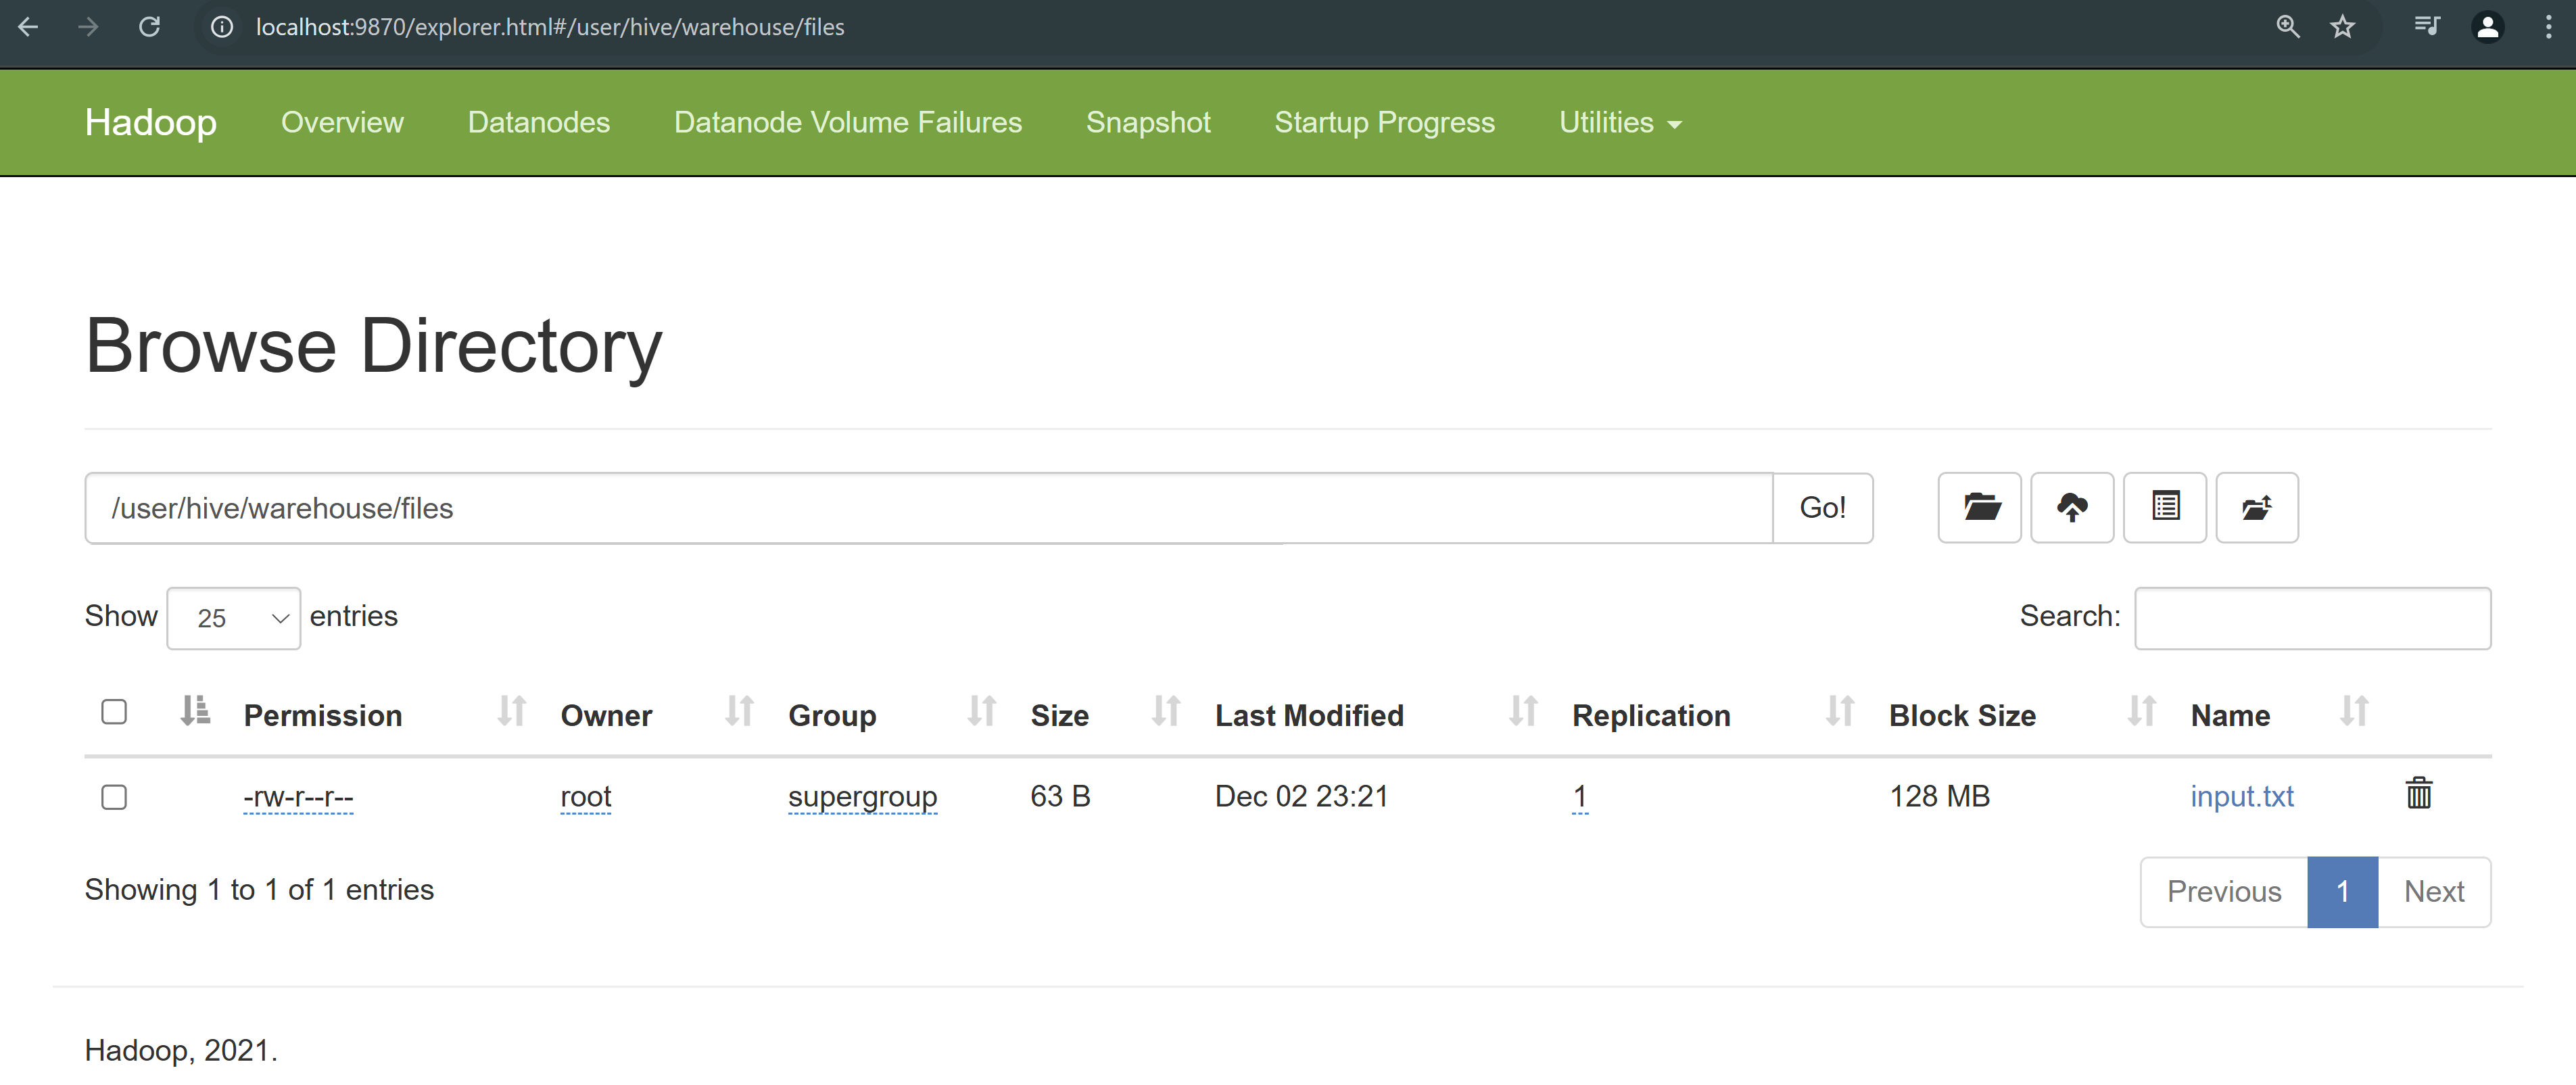 localhost:9870/explorer.html#/user/hive/warehouse/files
Hadoop Overview Datanodes Datanode Volume Failures Snapshot Startup Progress Utilities
Browse Directory
/user/hive/warehouse/files Go!
Show 25 entries Search:
Permission Owner Group Size Last Modified Replication Block Size Name
-rw-r--r-- root supergroup 63 B Dec 02 23:21 1 128 MB input.txt
Showing 1 to 1 of 1 entries Previous 1 Next
Hadoop, 2021.